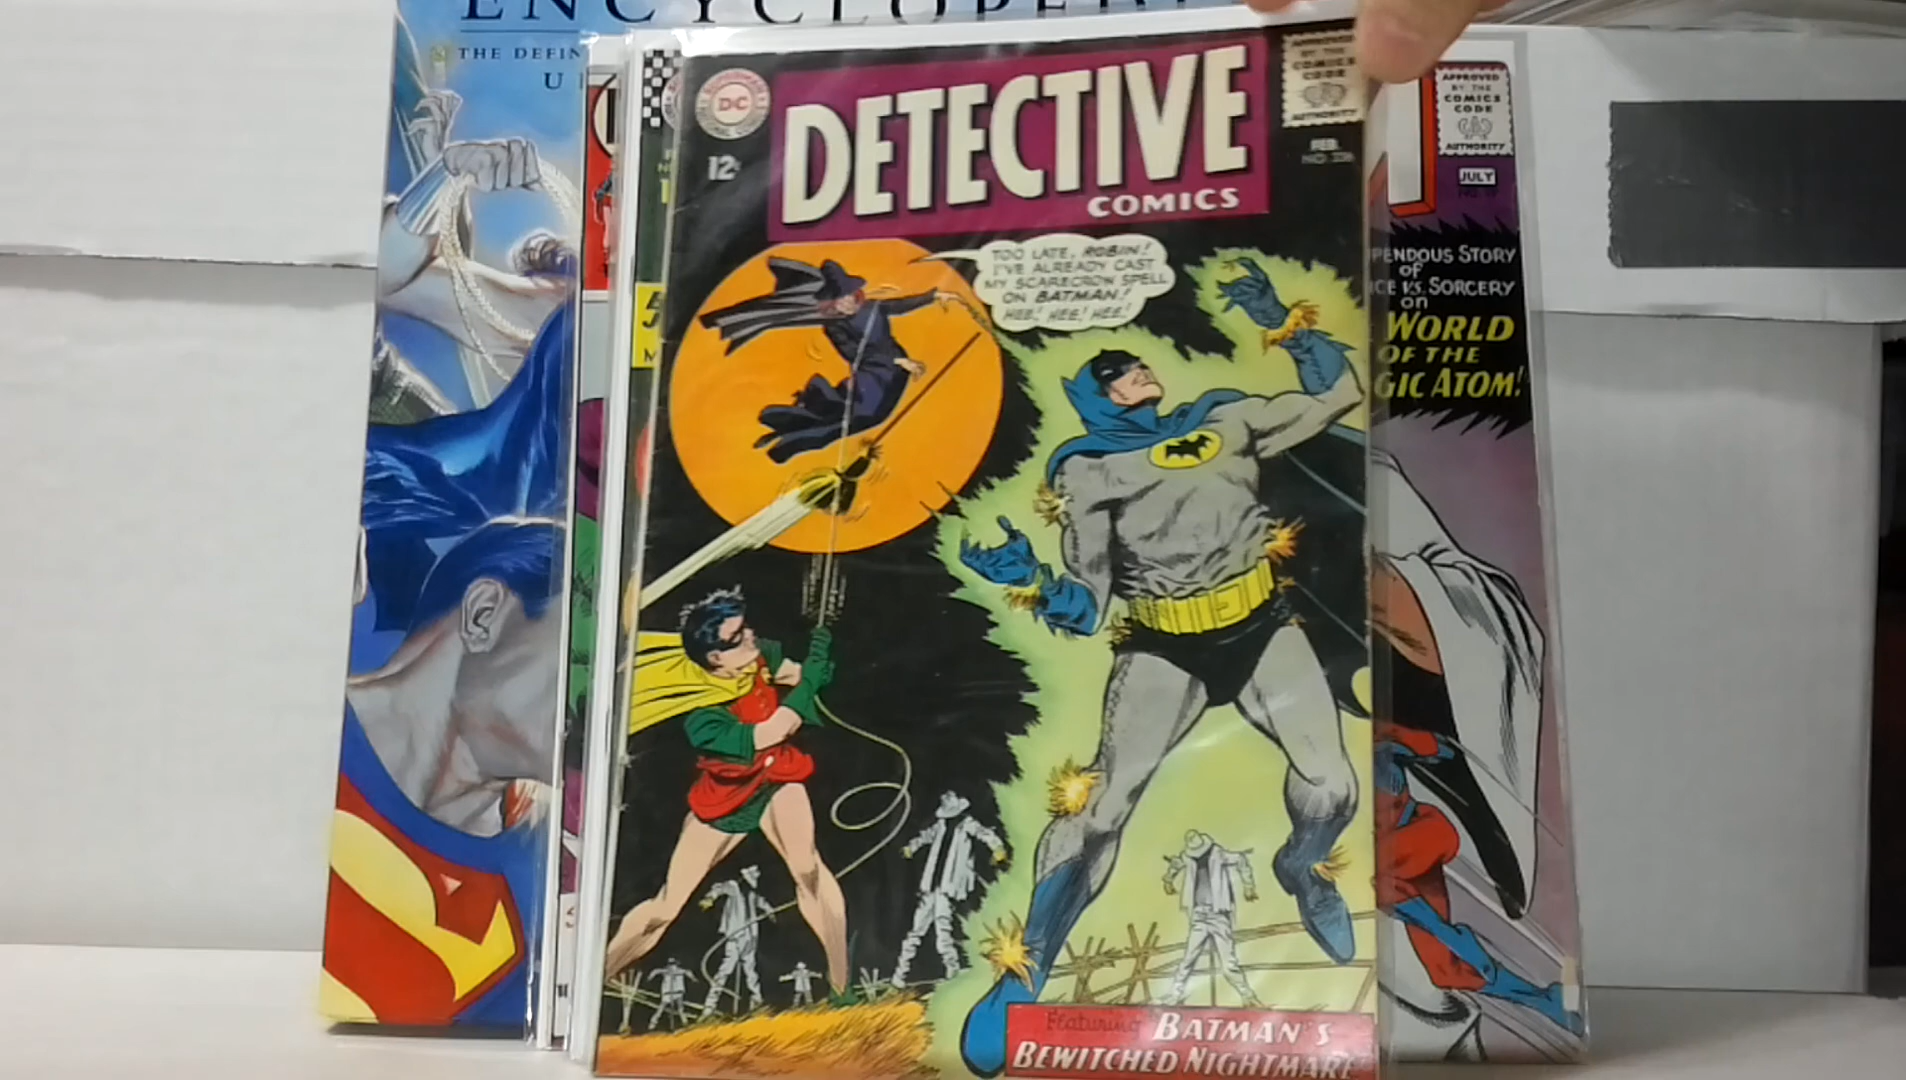 ENCYCLOPEDI
THE DEFIN
U
DC
12¢
DETECTIVE
COMICS
APPROVED
BY THE
COMICS
CODE
AUTHORITY
FEB.
TOO LATE, ROBIN!
I'VE ALREADY CAST
MY SCARECROW SPELL
ON BATMAN!
HEE! HEE! HEE!
Featuring BATMAN'S
BEWITCHED NIGHTMARE
APPROVED
BY THE
COMICS
CODE
AUTHORITY
JULY
PENDOUS STORY
of
CE VS. SORCERY
on
WORLD
OF THE
GIC ATOM!